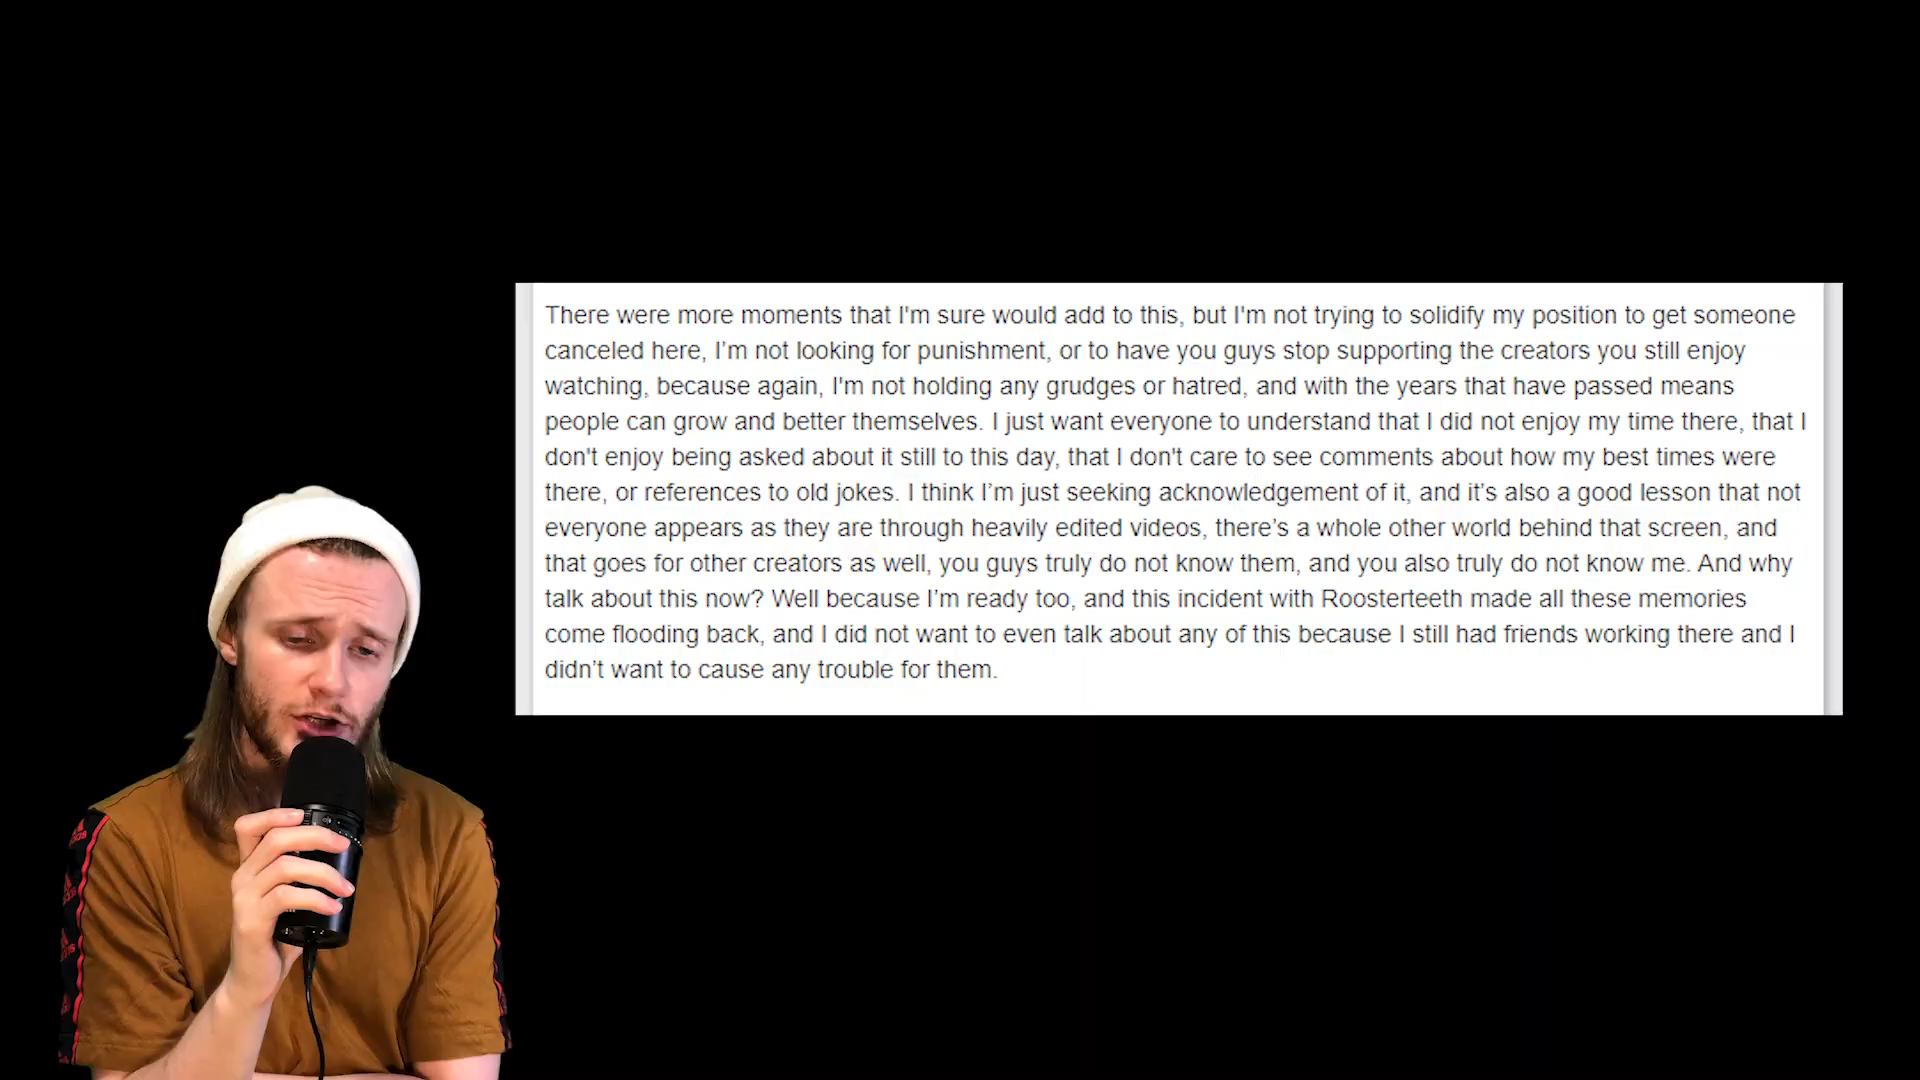 There were more moments that I'm sure would add to this, but I'm not trying to solidify my position to get someone
canceled here, I’m not looking for punishment, or to have you guys stop supporting the creators you still enjoy
watching, because again, I'm not holding any grudges or hatred, and with the years that have passed means
people can grow and better themselves. I just want everyone to understand that I did not enjoy my time there, that I
don't enjoy being asked about it still to this day, that I don't care to see comments about how my best times were
there, or references to old jokes. I think I’m just seeking acknowledgement of it, and it’s also a good lesson that not
everyone appears as they are through heavily edited videos, there’s a whole other world behind that screen, and
that goes for other creators as well, you guys truly do not know them, and you also truly do not know me. And why
talk about this now? Well because I’m ready too, and this incident with Roosterteeth made all these memories
come flooding back, and I did not want to even talk about any of this because I still had friends working there and I
didn’t want to cause any trouble for them.